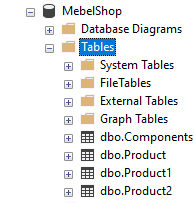 MebelShop
Database Diagrams
Tables
System Tables
FileTables
External Tables
Graph Tables
dbo.Components
dbo.Product
dbo.Product1
dbo.Product2